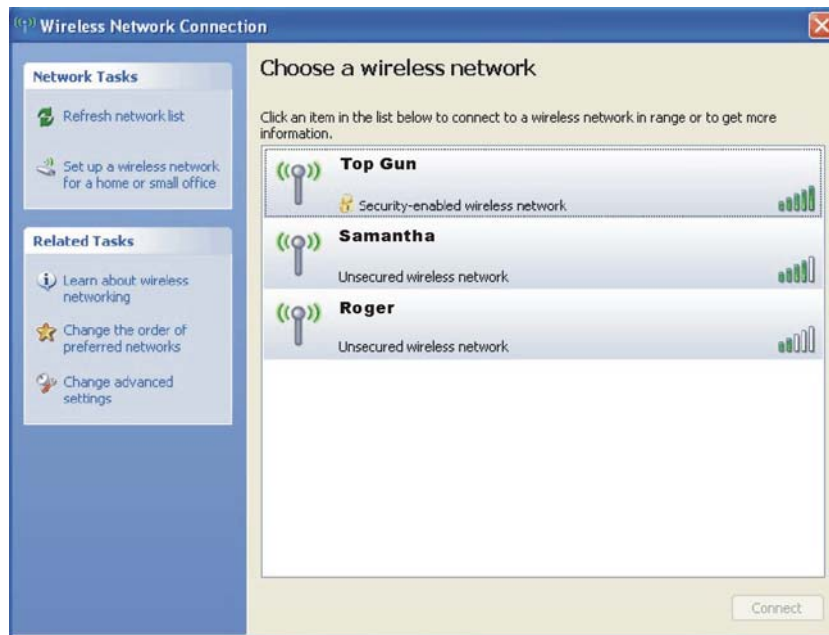 Wireless Network Connection
Network Tasks
Refresh network list
Set up a wireless network
for a home or small office
Related Tasks
Learn about wireless
networking
Change the order of
preferred networks
Change advanced
settings
Choose a wireless network
Click an item in the list below to connect to a wireless network in range or to get more
information.
Top Gun
Security-enabled wireless network
Samantha
Unsecured wireless network
Roger
Unsecured wireless network
Connect